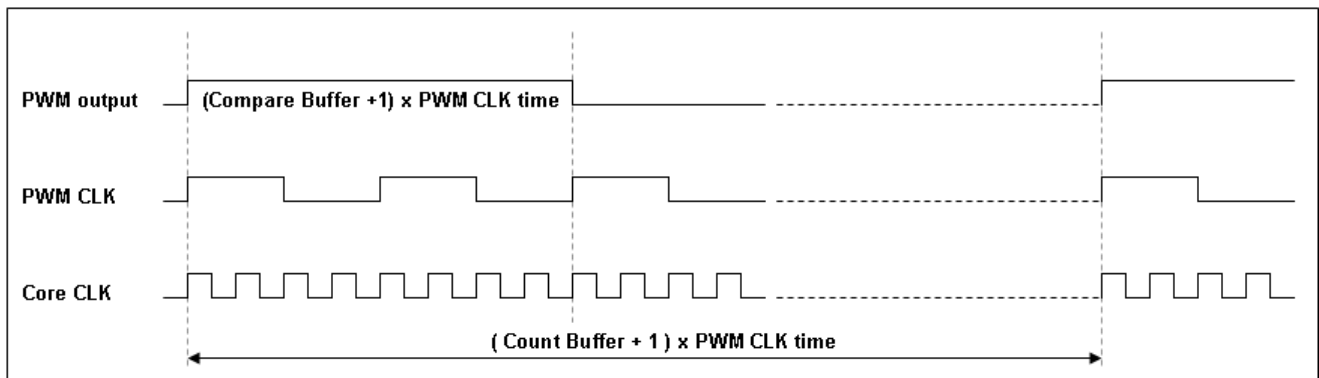 PWM output
(Compare Buffer +1) x PWM CLK time
PWM CLK
Core CLK
( Count Buffer + 1 ) x PWM CLK time